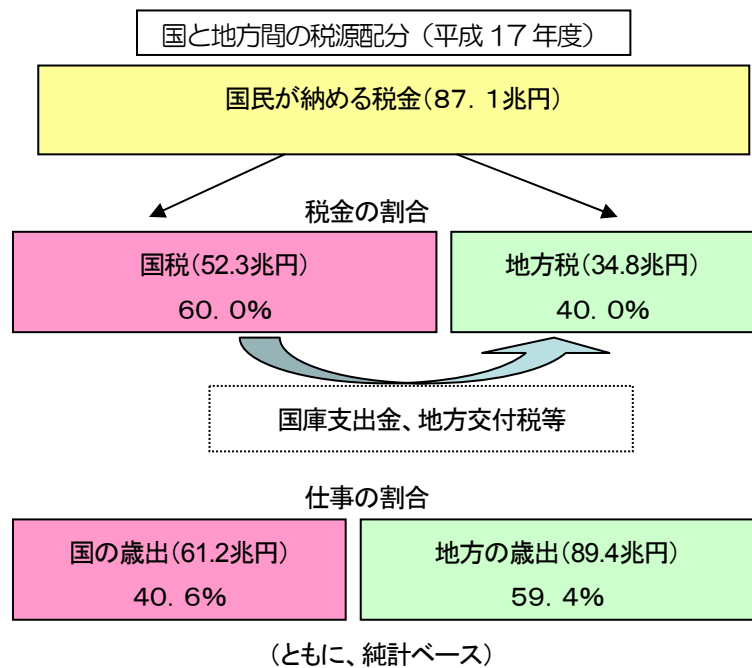 国と地方間の税源配分（平成１７年度）
国民が納める税金（８７．１兆円）
税金の割合
国税（52.3兆円）
６０．０％
地方税（34.8兆円）
４０．０％
国庫支出金、地方交付税等
仕事の割合
国の歳出（61.2兆円）
４０．６％
地方の歳出（89.4兆円）
５９．４％
（ともに、純計ベース）